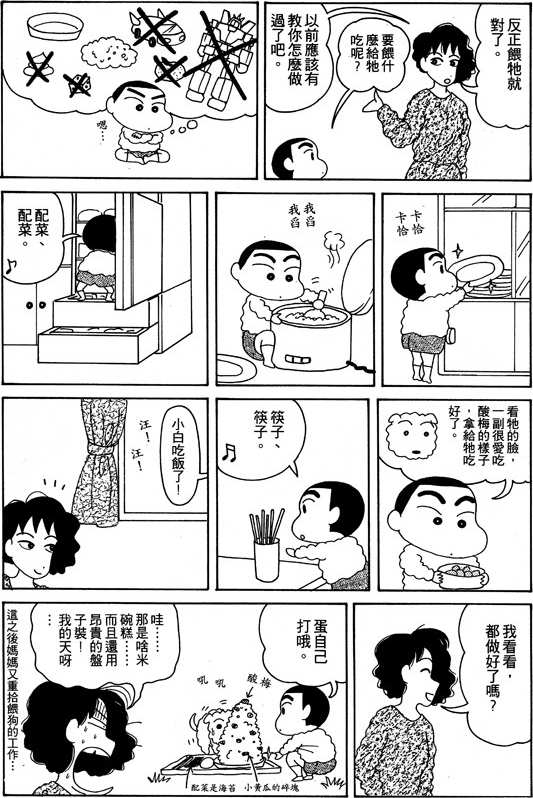 反正餵牠就
對了。
要餵什
麼給牠
吃呢?
以前應該有
教你怎麼做
過了吧。
嗯…
卡恰
卡恰
我舀
我舀
配菜、
配菜。
看牠的臉,
一副很愛吃
酸梅的樣子
,拿給牠吃
好了。
筷子、
筷子。
小白吃飯了!
汪!
汪!
我看看,
都做好了嗎?
蛋自己
打哦。
酸梅
吼
吼
配菜是海苔
小黃瓜的碎塊
哇……
那是啥米
碗糕……
而且還用
昂貴的盤
子裝!
我的天呀
……
這之後媽媽又重拾餵狗的工作…